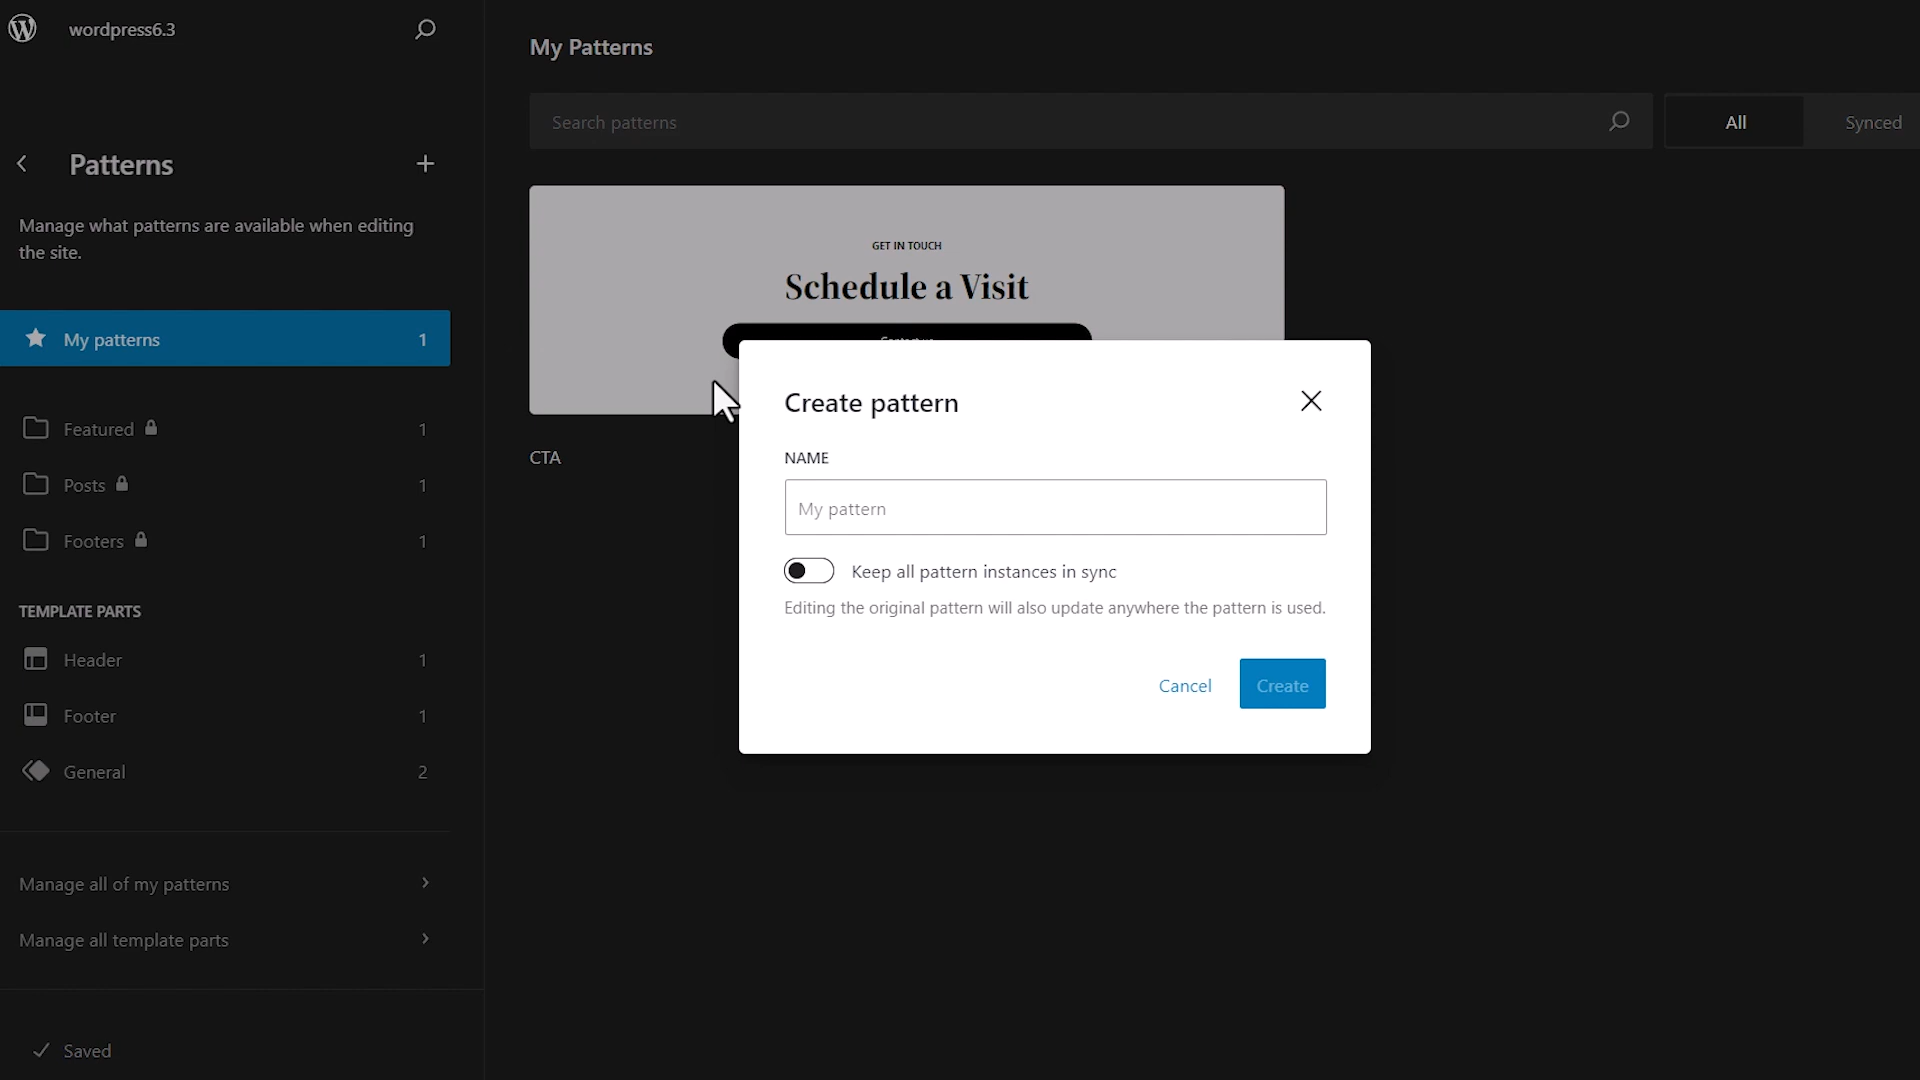 wordpress6.3
Patterns
Manage what patterns are available when editing
the site.
My patterns 1
Featured 1
Posts 1
Footers 1
TEMPLATE PARTS
Header 1
Footer 1
General 2
Manage all of my patterns
Manage all template parts
Saved
My Patterns
Search patterns
All
Synced
GET IN TOUCH
Schedule a Visit
CTA
Create pattern
NAME
My pattern
Keep all pattern instances in sync
Editing the original pattern will also update anywhere the pattern is used.
Cancel
Create